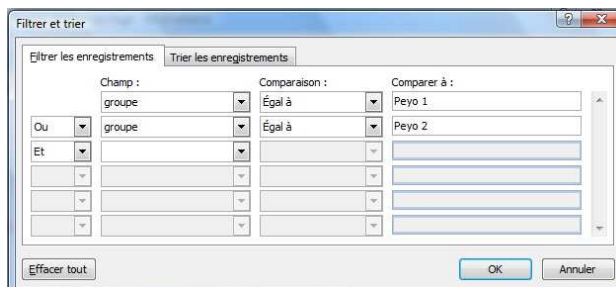 Filtrer et trier
Filtrer les enregistrements Trier les enregistrements
Champ : Comparaison : Comparer à :
groupe Égal à Peyo 1
Ou groupe Égal à Peyo 2
Et
Effacer tout OK Annuler